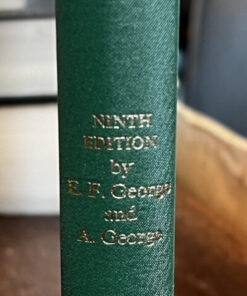 NINTH
EDITION
by
E. F. George
and
A. George